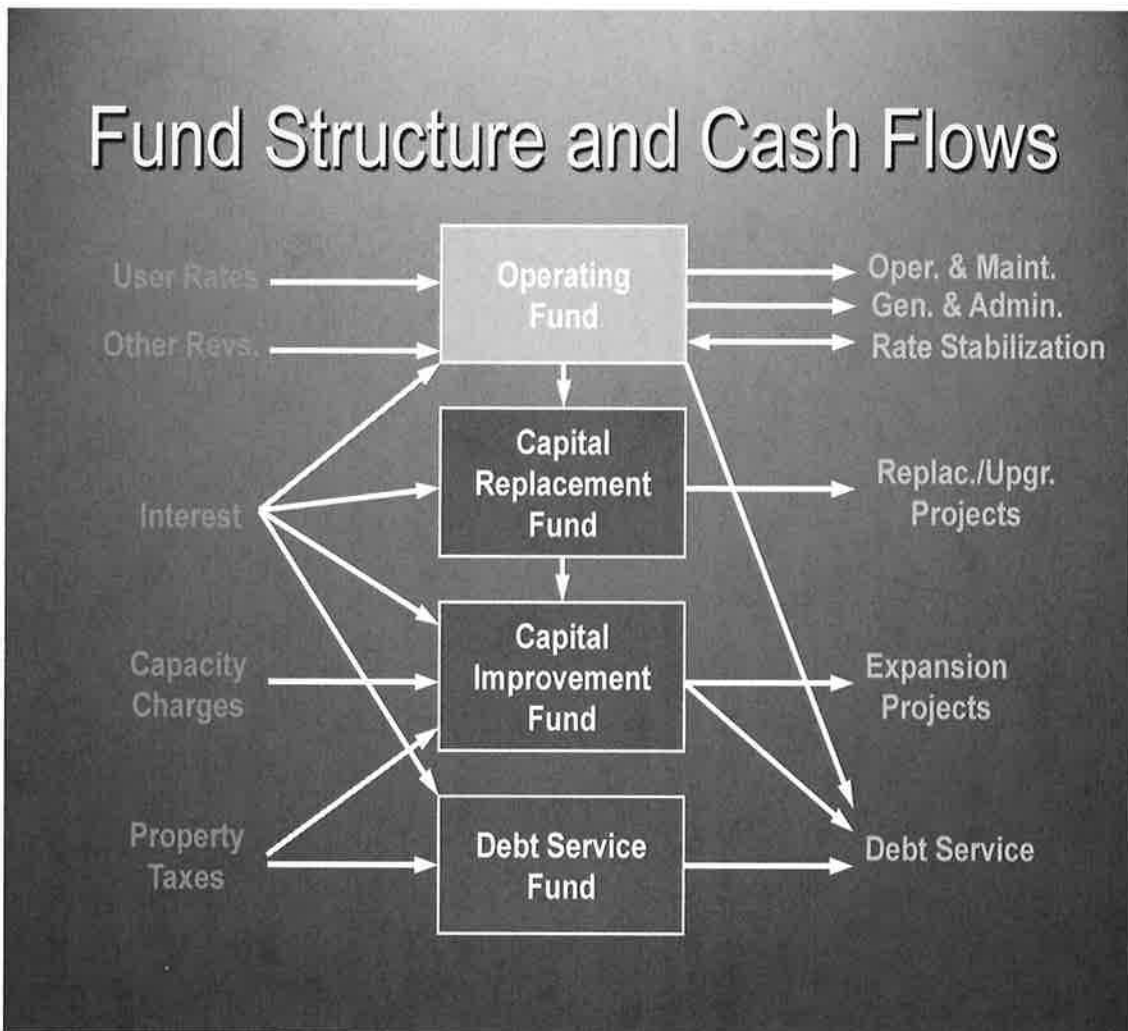 Fund Structure and Cash Flows
User Rates
Other Revs.
Interest
Capacity
Charges
Property
Taxes
Operating
Fund
Capital
Replacement
Fund
Capital
Improvement
Fund
Debt Service
Fund
Oper. & Maint.
Gen. & Admin.
Rate Stabilization
Replac./Upgr.
Projects
Expansion
Projects
Debt Service